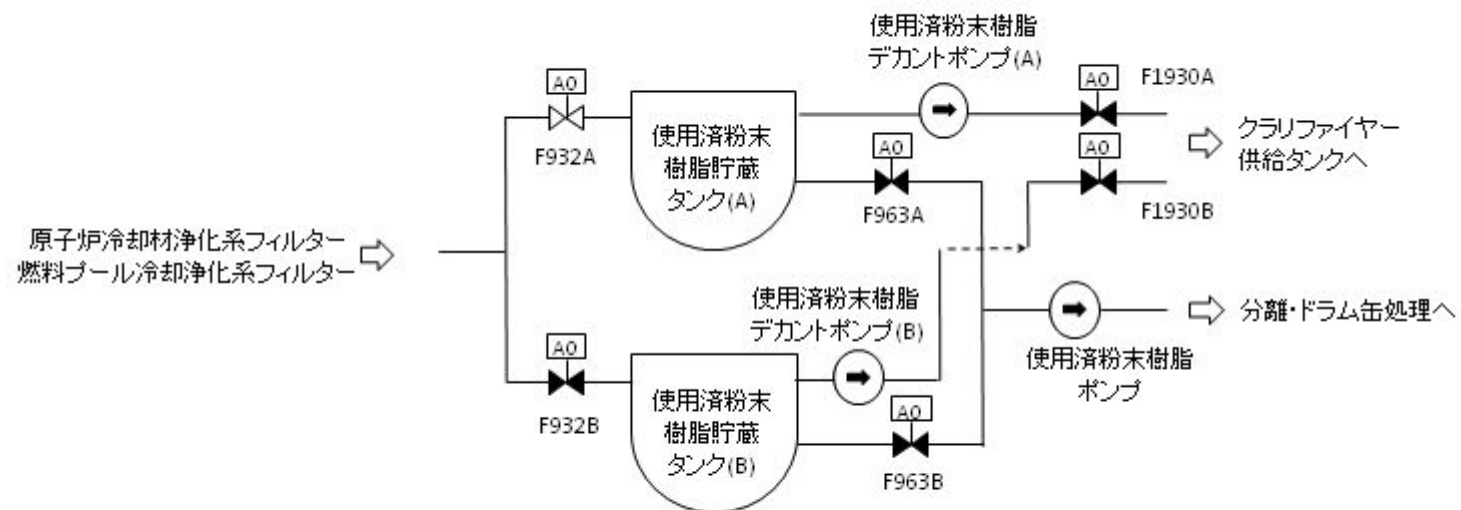 使用済粉末樹脂
デカントポンプ(A)
AO
F1930A
AO
F932A
使用済粉末
樹脂貯蔵
タンク(A)
AO
F963A
AO
F1930B
クラリファイヤー
供給タンクへ
原子炉冷却材浄化系フィルター
燃料プール冷却浄化系フィルター
使用済粉末樹脂
デカントポンプ(B)
分離・ドラム缶処理へ
使用済粉末樹脂
ポンプ
AO
F932B
使用済粉末
樹脂貯蔵
タンク(B)
AO
F963B